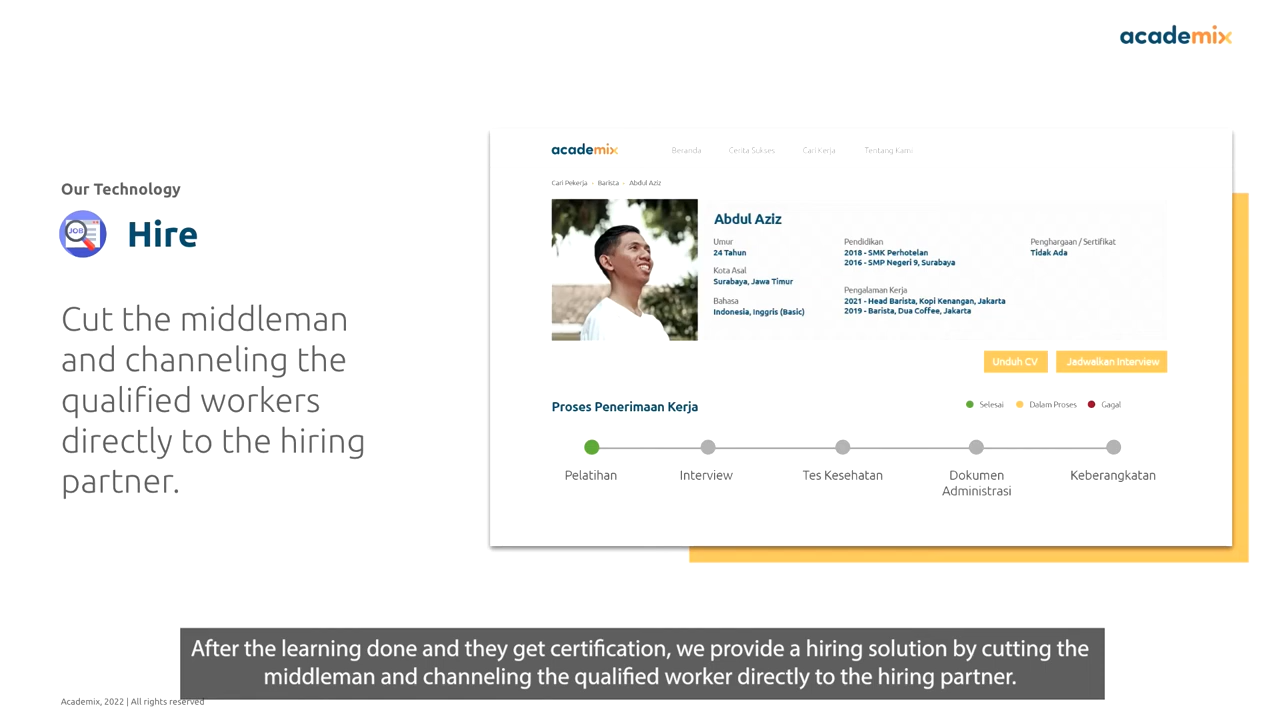 academix
Our Technology
JOB
Hire
Cut the middleman
and channeling the
qualified workers
directly to the hiring
partner.
academix
Beranda Cerita Sukses Cari Kerja Tentang Kami
Cari Pekerja - Barista - Abdul Aziz
Abdul Aziz
Umur
24 Tahun
Kota Asal
Surabaya, Jawa Timur
Bahasa
Indonesia, Inggris (Basic)
Pendidikan
2018 - SMK Perhotelan
2016 - SMP Negeri 9, Surabaya
Pengalaman Kerja
2021 - Head Barista, Kopi Kenangan, Jakarta
2019 - Barista, Dua Coffee, Jakarta
Penghargaan / Sertifikat
Tidak Ada
Unduh CV Jadwalkan Interview
Proses Penerimaan Kerja
Selesai Dalam Proses Gagal
Pelatihan Interview Tes Kesehatan Dokumen Keberangkatan
Administrasi
After the learning done and they get certification, we provide a hiring solution by cutting the
middleman and channeling the qualified worker directly to the hiring partner.
Academix, 2022 | All rights reserved